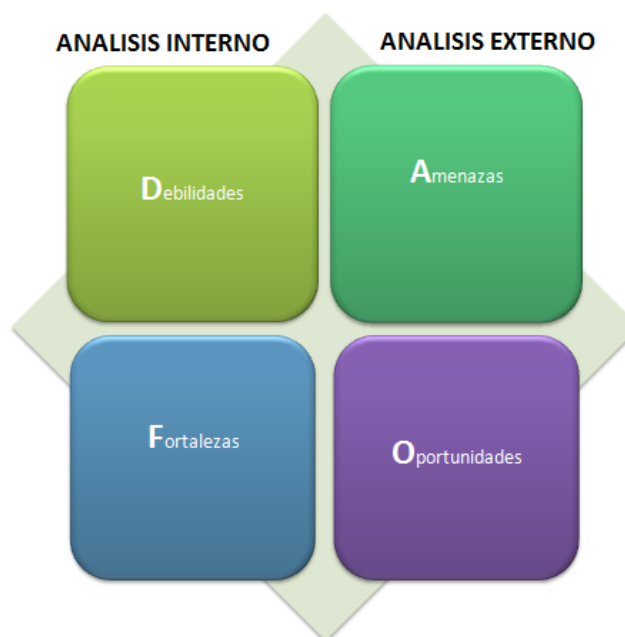 ANALISIS INTERNO
ANALISIS EXTERNO
Debilidades
Amenazas
Fortalezas
Oportunidades